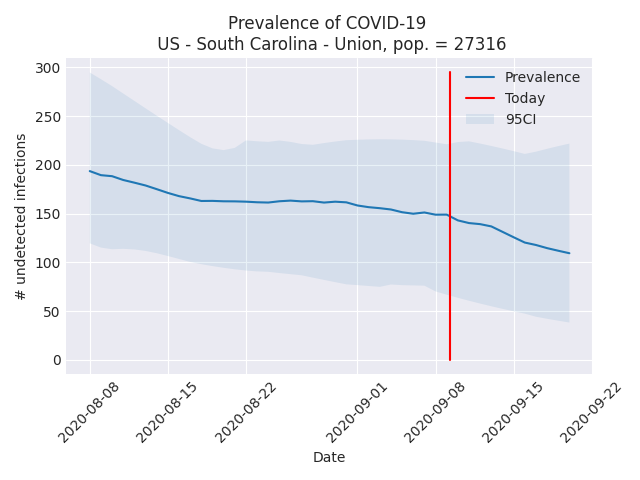 Prevalence of COVID-19
US - South Carolina - Union, pop. = 27316
300
250
200
150
100
50
0
# undetected infections
Prevalence
Today
95CI
2020-08-08
2020-08-15
2020-08-22
2020-09-01
2020-09-08
2020-09-15
2020-09-22
Date